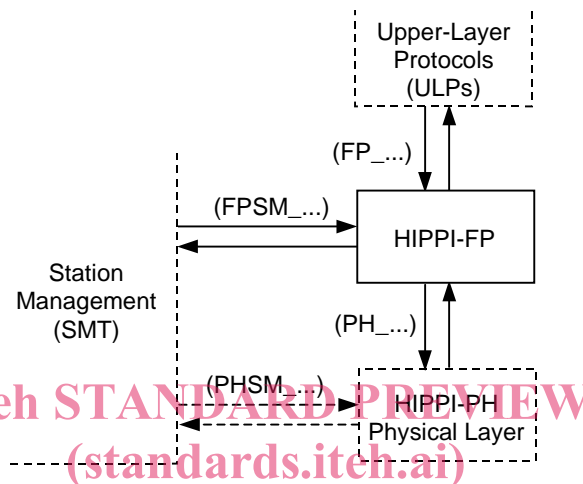 Upper-Layer
Protocols
(ULPs)
(FP_...)
(FPSM_...)
HIPPI-FP
Station
Management
(SMT)
(PH_...)
(PHSM_...)
HIPPI-PH
Physical Layer
eh STANDARD PREVIEW
(standards.iteh.ai)